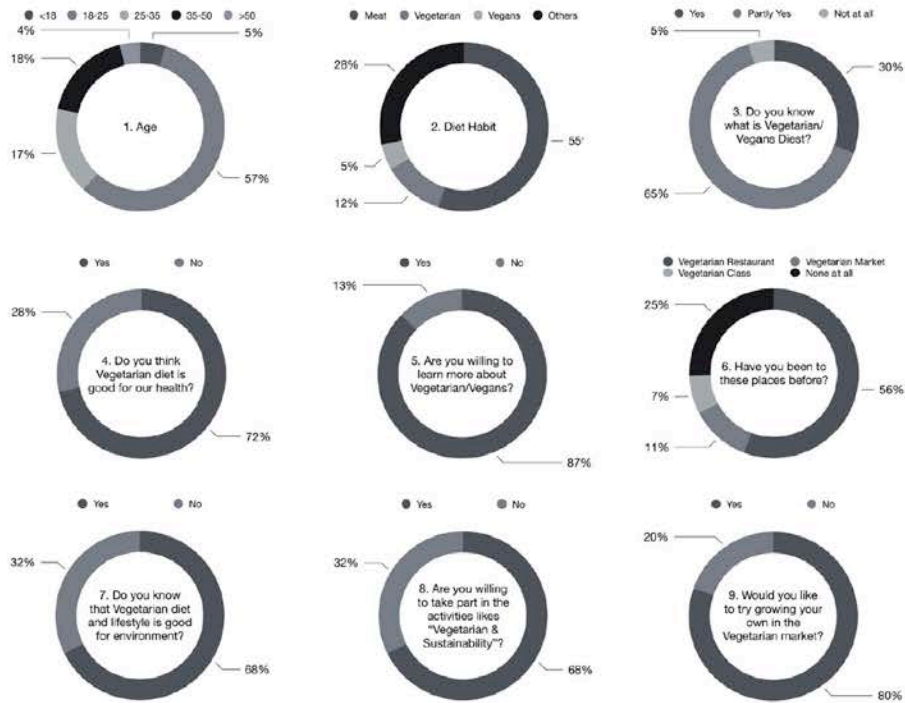 <18 18-25 25-35 35-50 >50
4%
5%
18%
17%
57%
1. Age
Meat Vegetarian Vegans Others
28%
55'
5%
12%
2. Diet Habit
Yes Partly Yes Not at all
5%
30%
65%
3. Do you know
what is Vegetarian/
Vegans Diest?
Yes No
28%
72%
4. Do you think
Vegetarian diet is
good for our health?
Yes No
13%
87%
5. Are you willing to
learn more about
Vegetarian/Vegans?
Vegetarian Restaurant Vegetarian Market
Vegetarian Class None at all
25%
56%
7%
11%
6. Have you been to
these places before?
Yes No
32%
68%
7. Do you know
that Vegetarian diet
and lifestyle is good
for environment?
Yes No
32%
68%
8. Are you willing
to take part in the
activities likes
"Vegetarian &
Sustainability"?
Yes No
20%
80%
9. Would you like
to try growing your
own in the
Vegetarian market?